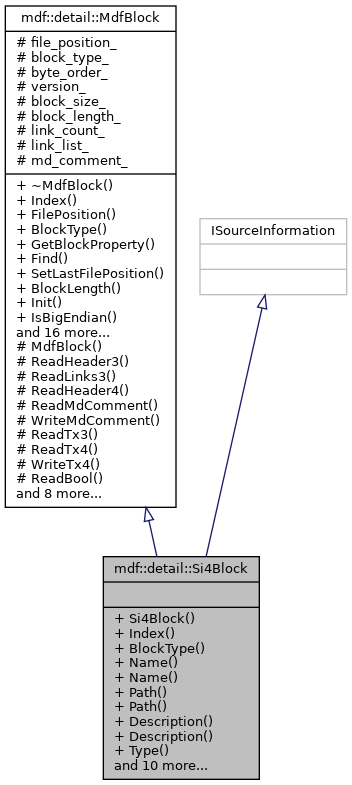 mdf::detail::MdfBlock
# file_position_
# block_type_
# byte_order_
# version_
# block_size_
# block_length_
# link_count_
# link_list_
# md_comment_
+ ~MdfBlock()
+ Index()
+ FilePosition()
+ BlockType()
+ GetBlockProperty()
+ Find()
+ SetLastFilePosition()
+ BlockLength()
+ Init()
+ IsBigEndian()
and 16 more...
# MdfBlock()
# ReadHeader3()
# ReadLinks3()
# ReadHeader4()
# ReadMdComment()
# WriteMdComment()
# ReadTx3()
# ReadTx4()
# WriteTx4()
# ReadBool()
and 8 more...
ISourceInformation
mdf::detail::Si4Block
+ Si4Block()
+ Index()
+ BlockType()
+ Name()
+ Name()
+ Path()
+ Path()
+ Description()
+ Description()
+ Type()
and 10 more...